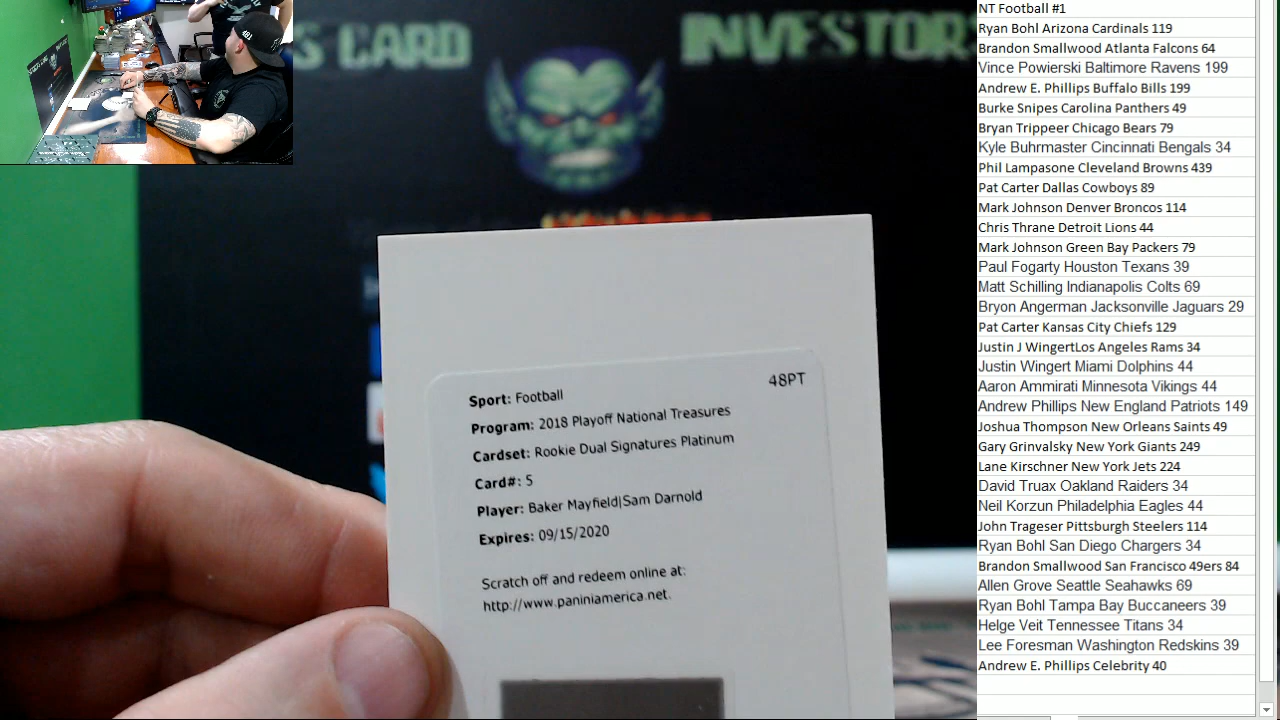 S CARD INVESTOR
48PT
Sport: Football
Program: 2018 Playoff National Treasures
Cardset: Rookie Dual Signatures Platinum
Card#: 5
Player: Baker Mayfield|Sam Darnold
Expires: 09/15/2020
Scratch off and redeem online at:
http://www.paniniamerica.net.
NT Football #1
Ryan Bohl Arizona Cardinals 119
Brandon Smallwood Atlanta Falcons 64
Vince Powierski Baltimore Ravens 199
Andrew E. Phillips Buffalo Bills 199
Burke Snipes Carolina Panthers 49
Bryan Trippeer Chicago Bears 79
Kyle Buhrmaster Cincinnati Bengals 34
Phil Lampasone Cleveland Browns 439
Pat Carter Dallas Cowboys 89
Mark Johnson Denver Broncos 114
Chris Thrane Detroit Lions 44
Mark Johnson Green Bay Packers 79
Paul Fogarty Houston Texans 39
Matt Schilling Indianapolis Colts 69
Bryon Angerman Jacksonville Jaguars 29
Pat Carter Kansas City Chiefs 129
Justin J WingertLos Angeles Rams 34
Justin Wingert Miami Dolphins 44
Aaron Ammirati Minnesota Vikings 44
Andrew Phillips New England Patriots 149
Joshua Thompson New Orleans Saints 49
Gary Grinvalsky New York Giants 249
Lane Kirschner New York Jets 224
David Truax Oakland Raiders 34
Neil Korzun Philadelphia Eagles 44
John Trageser Pittsburgh Steelers 114
Ryan Bohl San Diego Chargers 34
Brandon Smallwood San Francisco 49ers 84
Allen Grove Seattle Seahawks 69
Ryan Bohl Tampa Bay Buccaneers 39
Helge Veit Tennessee Titans 34
Lee Foresman Washington Redskins 39
Andrew E. Phillips Celebrity 40